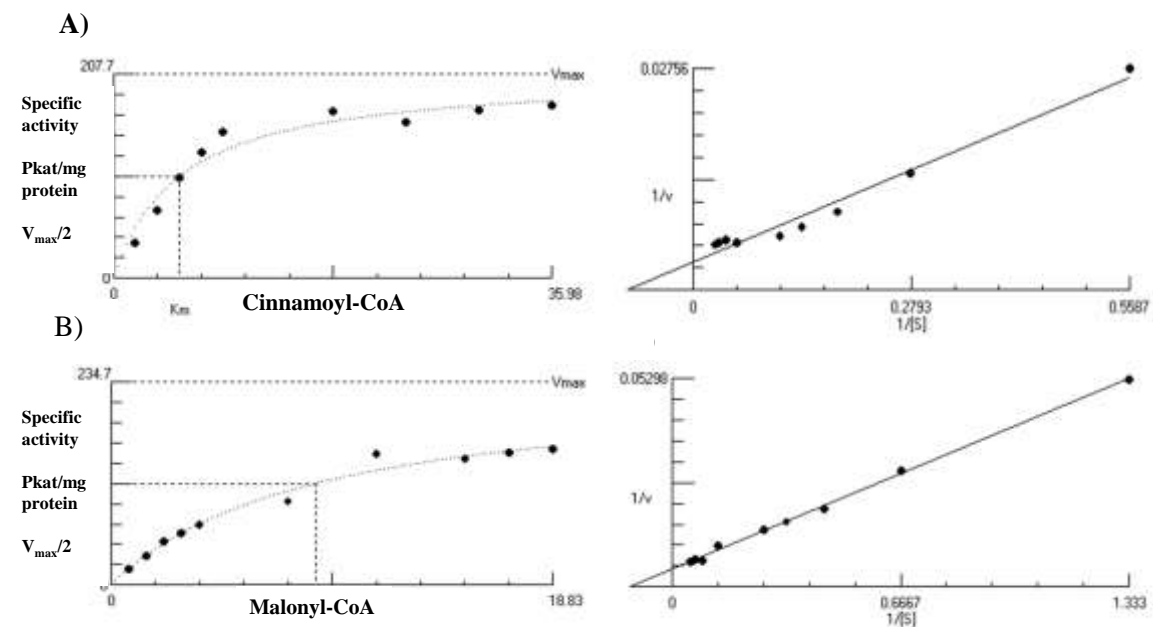 A)
207.7
Vmax
Specific
activity
Pkat/mg
protein
Vmax/2
0
0
Km
Cinnamoyl-CoA
35.98
0.02756
1/v
0
0.2793
0.5587
1/[S]
B)
234.7
Vmax
Specific
activity
Pkat/mg
protein
Vmax/2
0
Malonyl-CoA
18.83
0.05298
1/v
0
0.6667
1.333
1/[S]